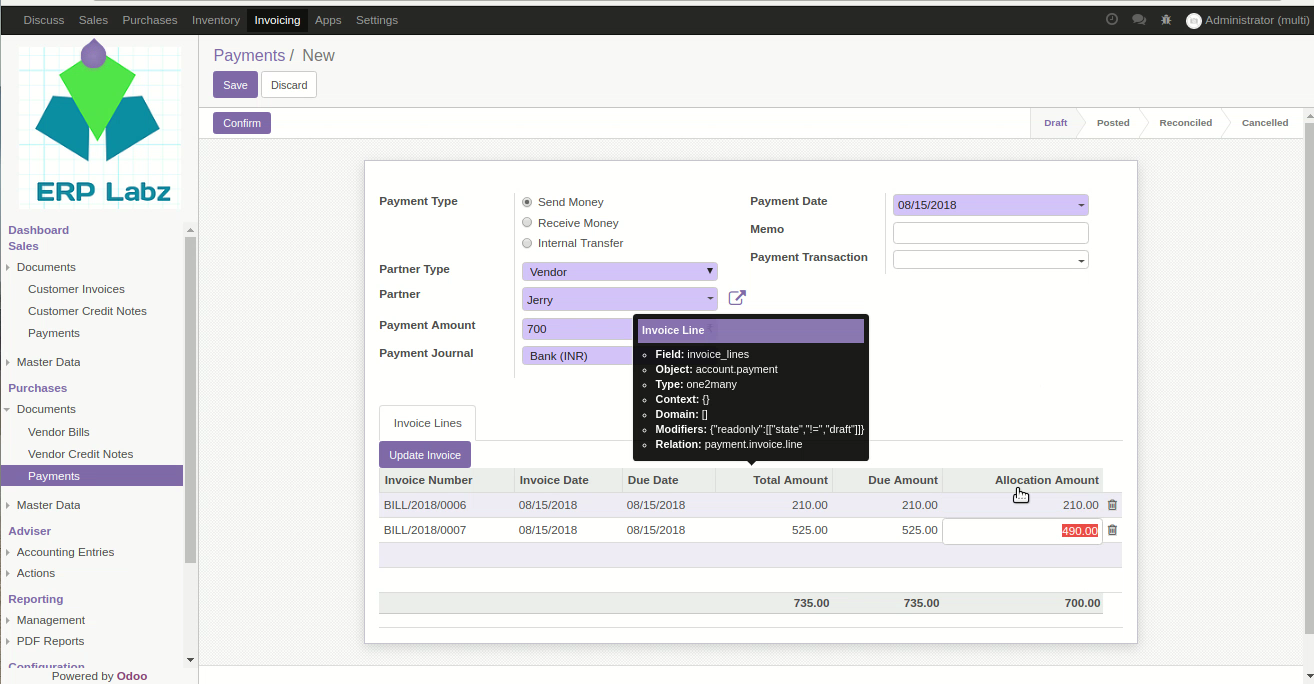 Discuss Sales Purchases Inventory Invoicing Apps Settings Administrator (multi)
ERP Labz
Dashboard
Sales
Documents
Customer Invoices
Customer Credit Notes
Payments
Master Data
Purchases
Documents
Vendor Bills
Vendor Credit Notes
Payments
Master Data
Adviser
Accounting Entries
Actions
Reporting
Management
PDF Reports
Configuration
Powered by Odoo
Payments / New
Save Discard
Confirm Draft Posted Reconciled Cancelled
Payment Type Send Money
Receive Money
Internal Transfer
Partner Type Vendor
Partner Jerry
Payment Amount 700
Payment Journal Bank (INR)
Payment Date 08/15/2018
Memo
Payment Transaction
Invoice Line
Field: invoice_lines
Object: account.payment
Type: one2many
Context: {}
Domain: []
Modifiers: {"readonly":[["state","!=","draft"]]}
Relation: payment.invoice.line
Invoice Lines
Update Invoice
Invoice Number Invoice Date Due Date Total Amount Due Amount Allocation Amount
BILL/2018/0006 08/15/2018 08/15/2018 210.00 210.00 210.00
BILL/2018/0007 08/15/2018 08/15/2018 525.00 525.00 490.00
735.00 735.00 700.00